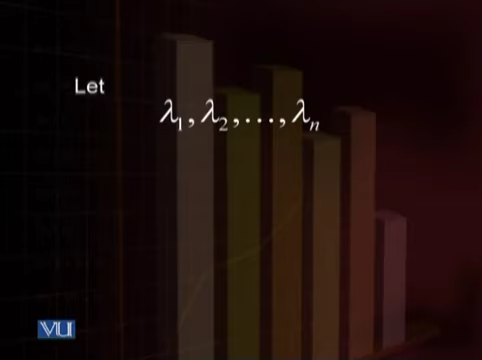 Let
λ₁, λ₂, ..., λₙ
VU